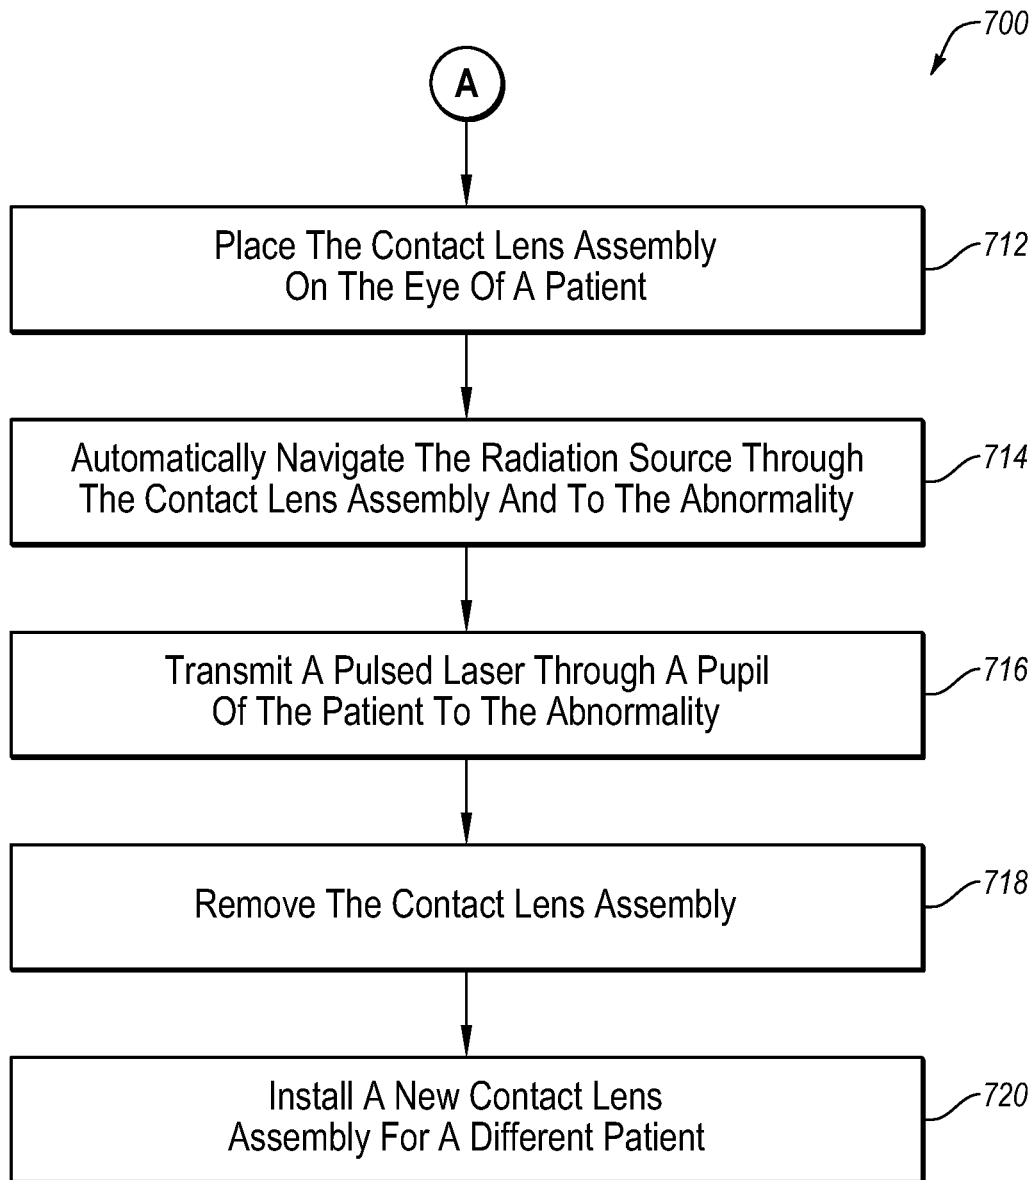 700
A
Place The Contact Lens Assembly
On The Eye Of A Patient
712
Automatically Navigate The Radiation Source Through
The Contact Lens Assembly And To The Abnormality
714
Transmit A Pulsed Laser Through A Pupil
Of The Patient To The Abnormality
716
Remove The Contact Lens Assembly
718
Install A New Contact Lens
Assembly For A Different Patient
720